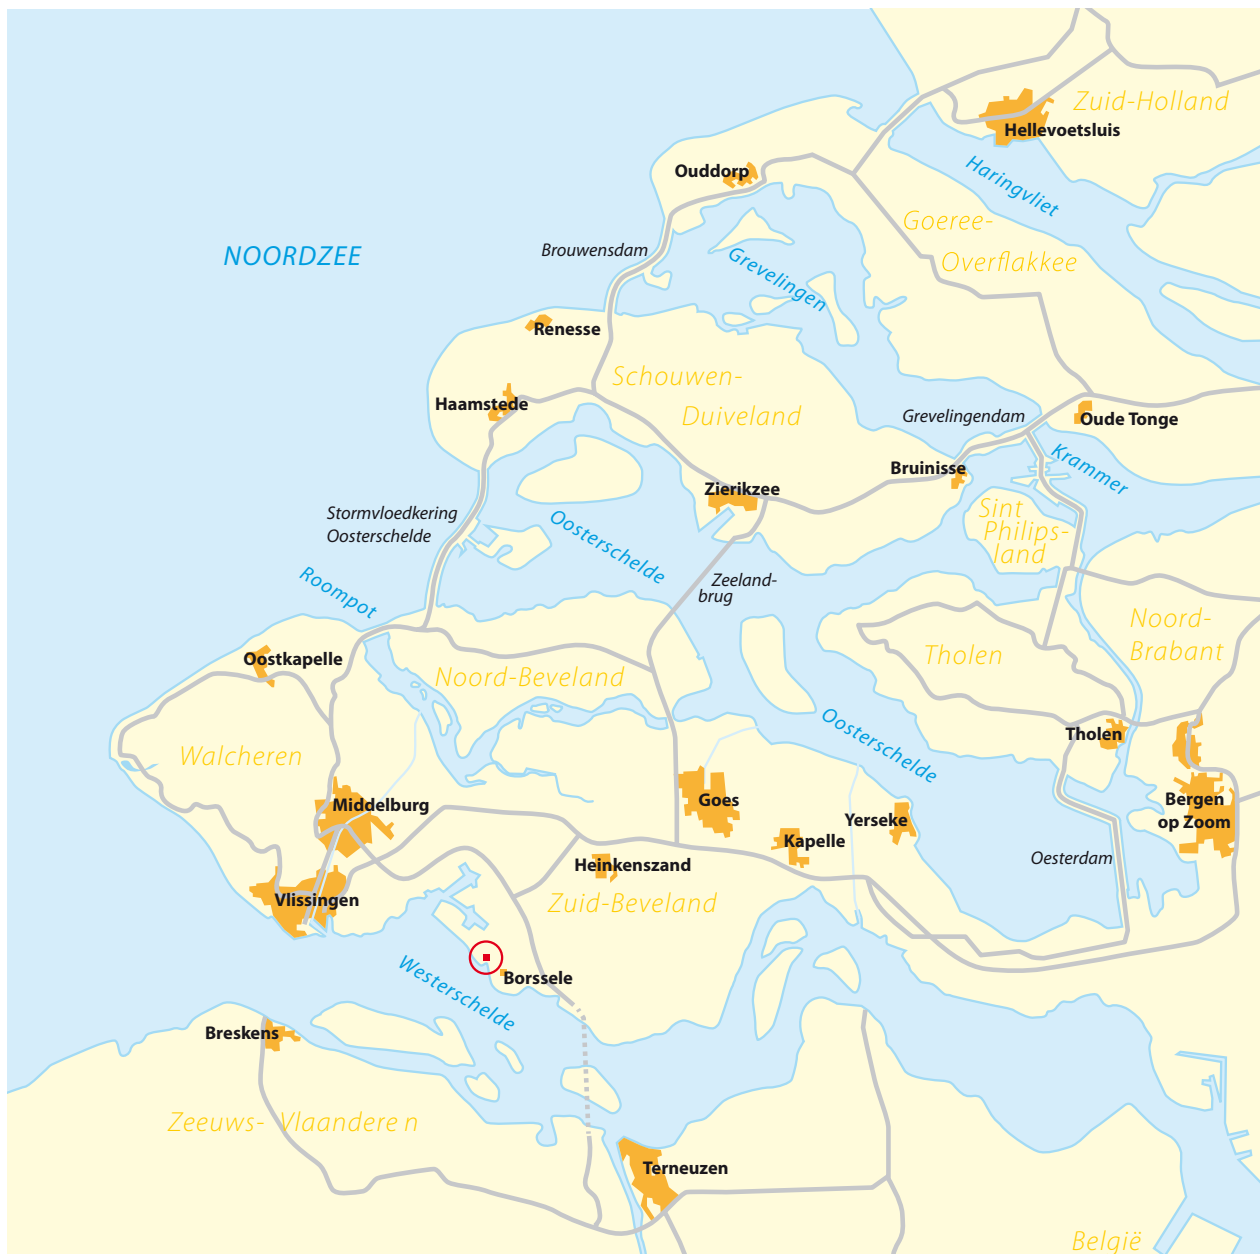 Zuid-Holland
Hellevoetsluis
Ouddorp
Haringvliet
Goeree-
Overflakkee
NOORDZEE
Brouwensdam
Grevelingen
Renesse
Schouwen-
Duiveland
Haamstede
Grevelingendam
Oude Tonge
Krammer
Bruinisse
Zierikzee
Sint
Philips-
land
Stormvloedkering
Oosterschelde
Oosterschelde
Roompot
Zeeland-
brug
Noord-
Brabant
Oostkapelle
Noord-Beveland
Tholen
Oosterschelde
Tholen
Walcheren
Middelburg
Goes
Yerseke
Kapelle
Bergen
op Zoom
Oesterdam
Heinkenszand
Vlissingen
Zuid-Beveland
Westerschelde
Borssele
Breskens
Zeeuws- Vlaanderen
Terneuzen
België